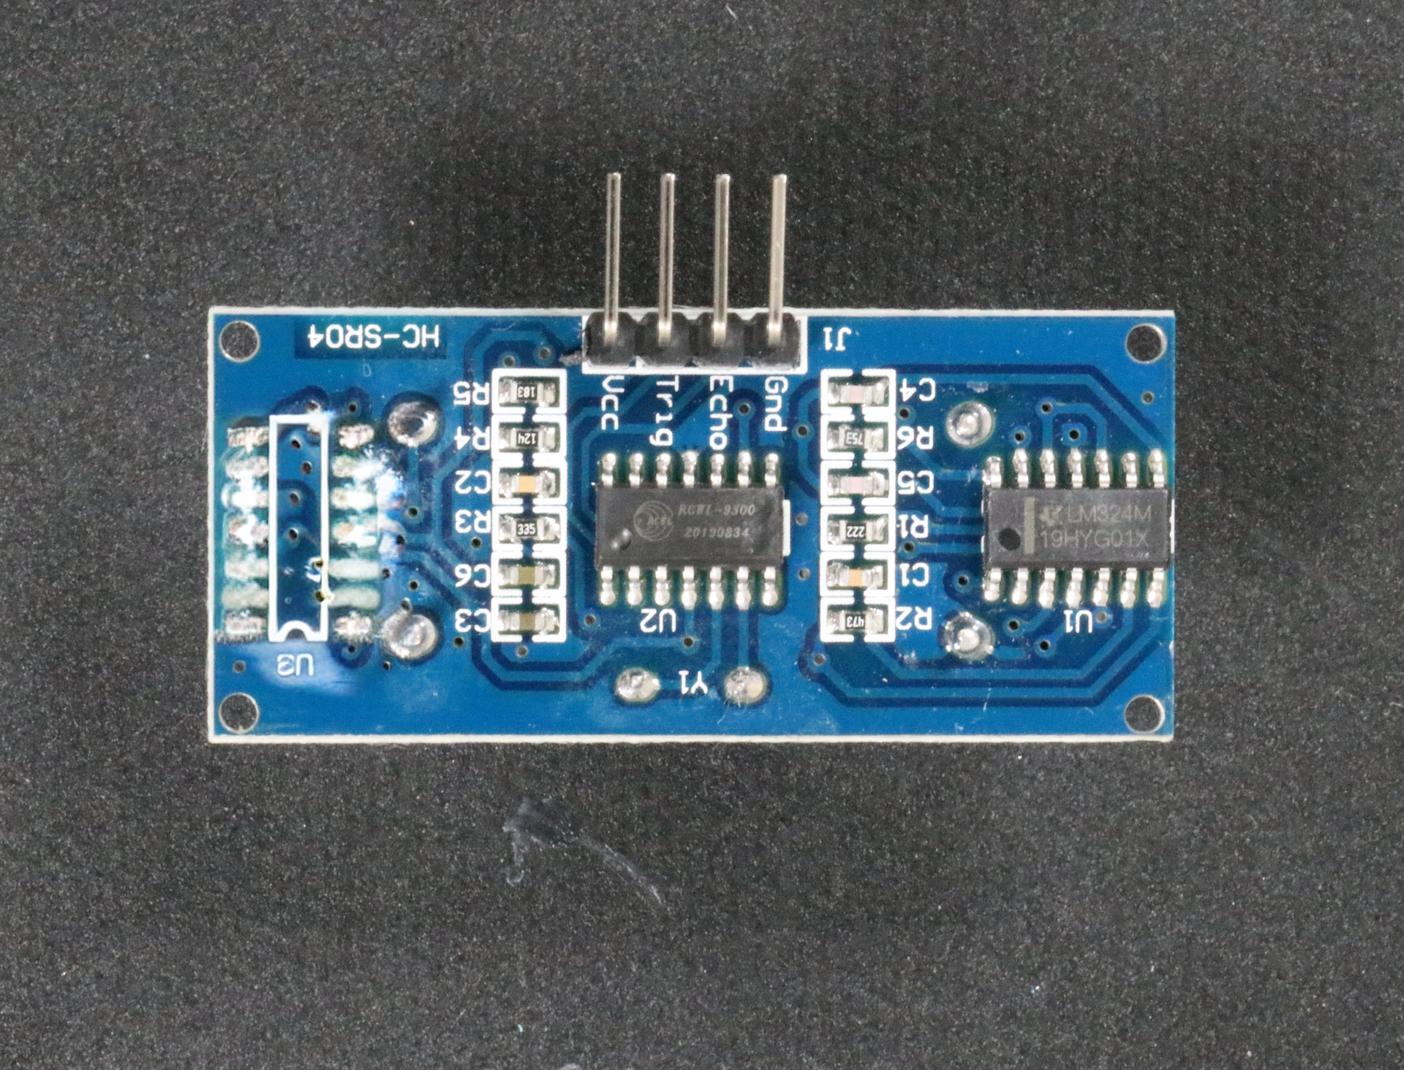 HC-SR04
J1
Vcc
Trig
Echo
Gnd
R5
183
C4
R4
124
753
R6
C2
C5
RCWL-9300
20190834
LM324M
19HYG01X
R3
335
222
R1
C6
C1
C3
473
R2
U2
U1
U3
Y1